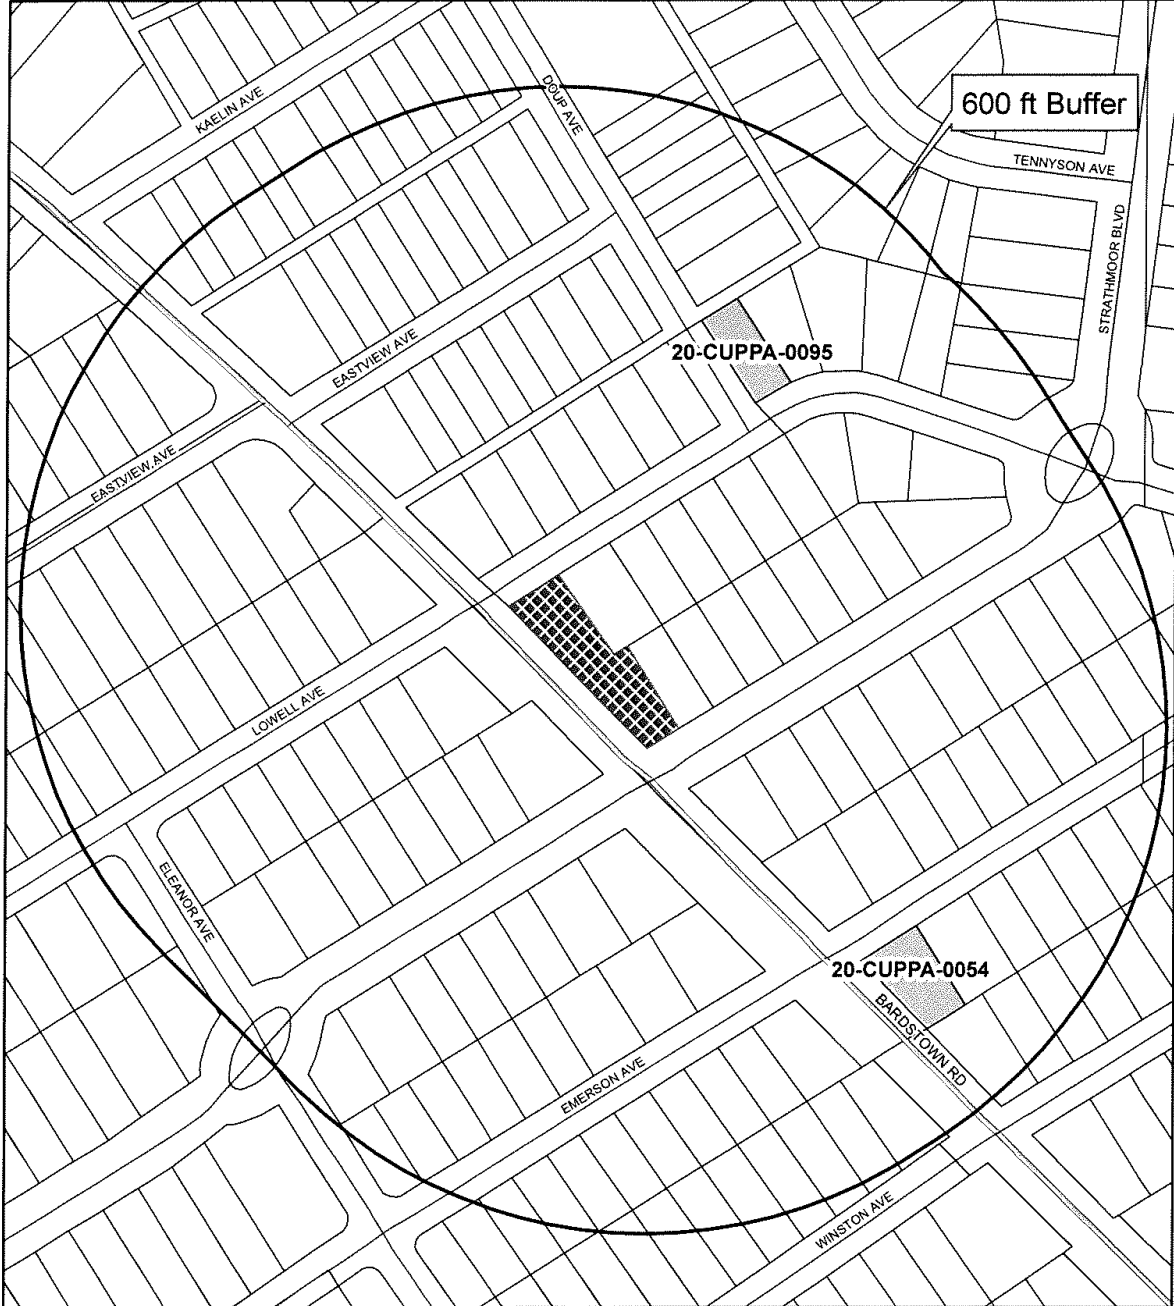 KAELIN AVE
DOUP AVE
600 ft Buffer
TENNYSON AVE
STRATHMOOR BLVD
20-CUPPA-0095
EASTVIEW AVE
EASTVIEW AVE
LOWELL AVE
ELEANOR AVE
20-CUPPA-0054
BARDSTOWN RD
EMERSON AVE
WINSTON AVE